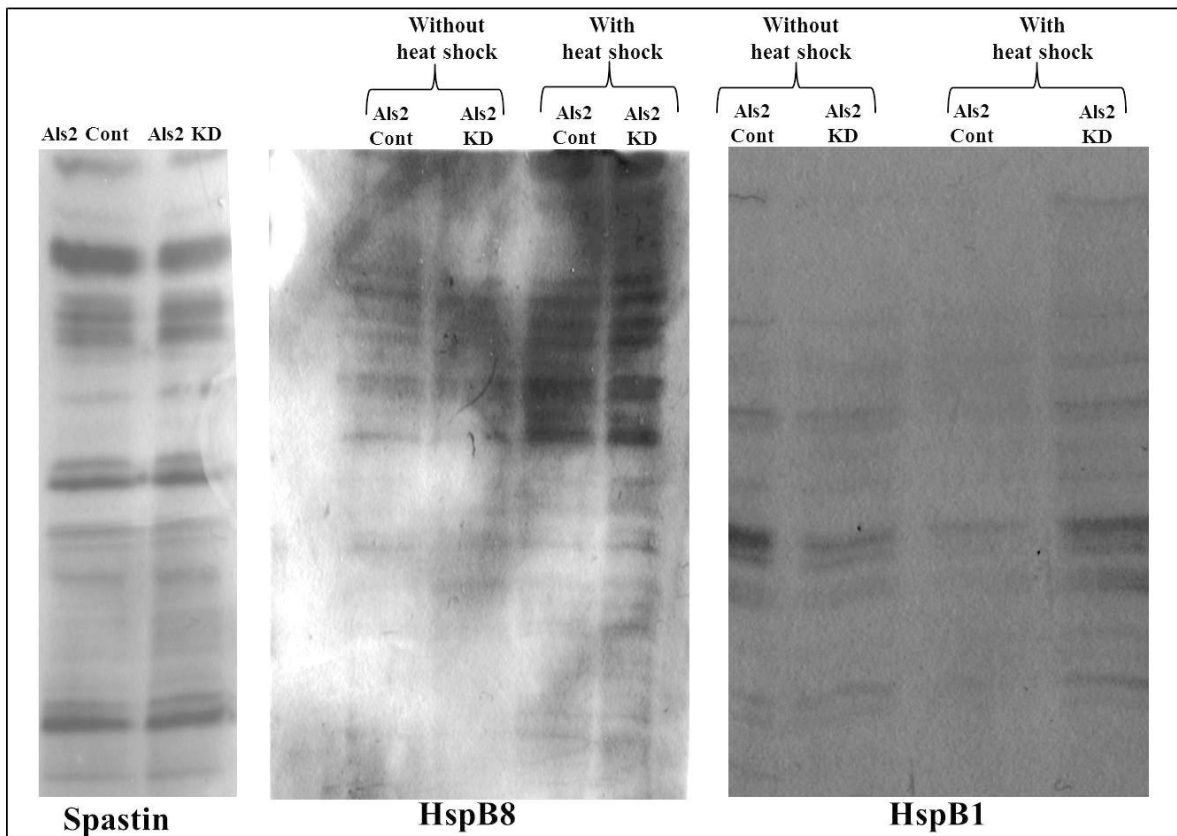 Without
heat shock
With
heat shock
Without
heat shock
With
heat shock
Als2 Cont
Als2 KD
Als2
Cont
Als2
KD
Als2
Cont
Als2
KD
Als2
Cont
Als2
KD
Als2
Cont
Als2
KD
Spastin
HspB8
HspB1